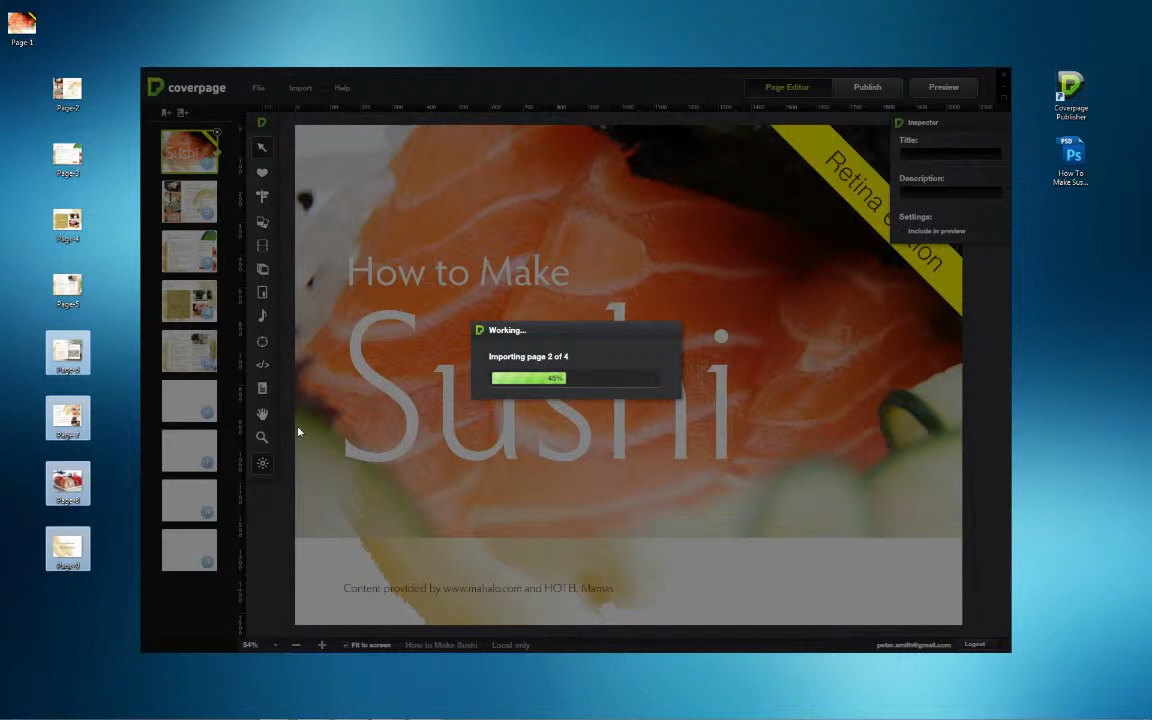 Page-1
Page-2
Page-3
Page-4
Page-5
Page-6
Page-7
Page-8
Page-9
coverpage
File
Import
Help
Page Editor
Publish
Preview
Inspector
Title:
Description:
Settings:
Include in preview
Retina e
dition
How to Make
Sushi
Working...
Importing page 2 of 4
45%
Content provided by www.mahalo.com and HOTEL Mamas.
54%
Fit to screen
How to Make Sushi
Local only
peter.smith@gmail.com
Logout
Coverpage
Publisher
PSD
Ps
How To
Make Sus...